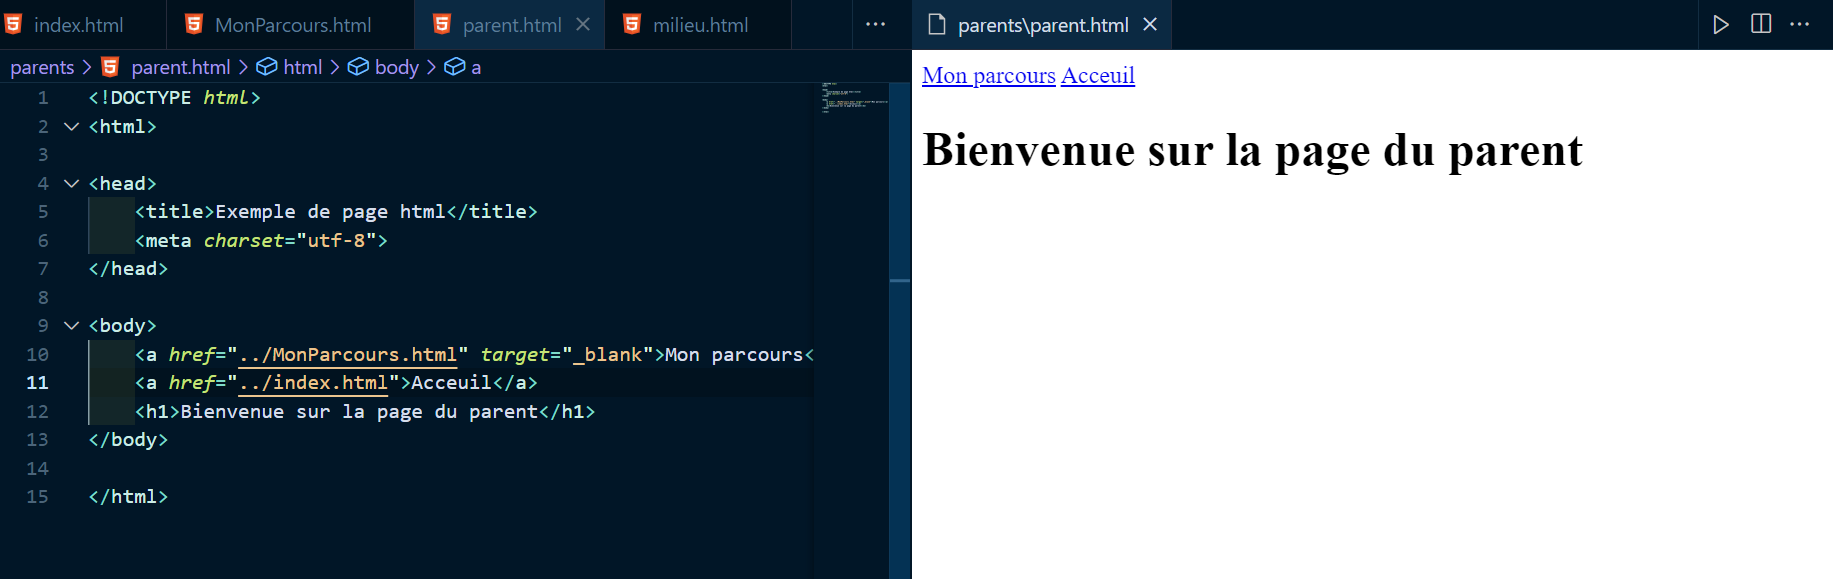 index.html MonParcours.html parent.html milieu.html ...
parents > parent.html > html > body > a
1 <!DOCTYPE html>
2 <html>
3
4 <head>
5 <title>Exemple de page html</title>
6 <meta charset="utf-8">
7 </head>
8
9 <body>
10 <a href="../MonParcours.html" target="_blank">Mon parcours<
11 <a href="../index.html">Acceuil</a>
12 <h1>Bienvenue sur la page du parent</h1>
13 </body>
14
15 </html>
parents\parent.html ...
Mon parcours Acceuil
Bienvenue sur la page du parent